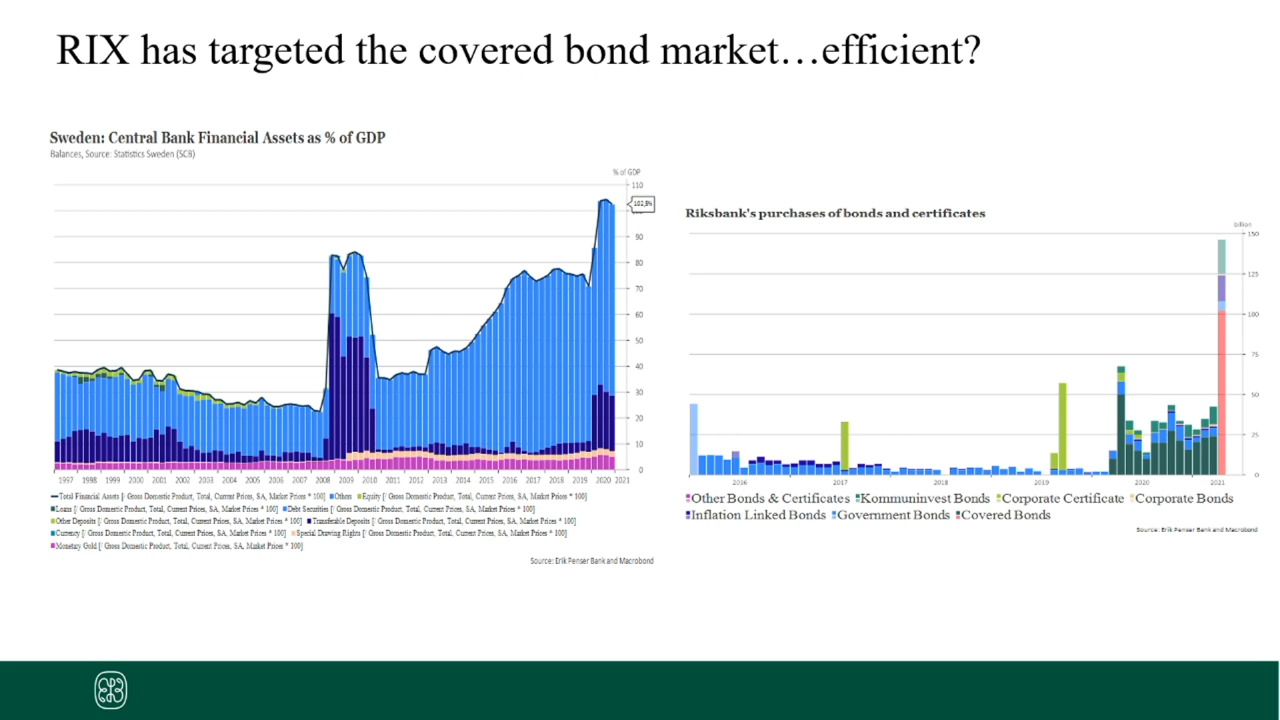 RIX has targeted the covered bond market…efficient?
Sweden: Central Bank Financial Assets as % of GDP
Balances, Source: Statistics Sweden (SCB)
% of GDP
110
102,5%
90
80
70
60
50
40
30
20
10
0
1997 1998 1999 2000 2001 2002 2003 2004 2005 2006 2007 2008 2009 2010 2011 2012 2013 2014 2015 2016 2017 2018 2019 2020 2021
Total Financial Assets [/ Gross Domestic Product, Total, Current Prices, SA, Market Prices * 100] Others Equity [/ Gross Domestic Product, Total, Current Prices, SA, Market Prices * 100]
Loans [/ Gross Domestic Product, Total, Current Prices, SA, Market Prices * 100] Debt Securities [/ Gross Domestic Product, Total, Current Prices, SA, Market Prices * 100]
Other Deposits [/ Gross Domestic Product, Total, Current Prices, SA, Market Prices * 100] Transferable Deposits [/ Gross Domestic Product, Total, Current Prices, SA, Market Prices * 100]
Currency [/ Gross Domestic Product, Total, Current Prices, SA, Market Prices * 100] Special Drawing Rights [/ Gross Domestic Product, Total, Current Prices, SA, Market Prices * 100]
Monetary Gold [/ Gross Domestic Product, Total, Current Prices, SA, Market Prices * 100]
Source: Erik Penser Bank and Macrobond
Riksbank's purchases of bonds and certificates
billion
150
125
100
75
50
25
0
2016 2017 2018 2019 2020 2021
Other Bonds & Certificates Kommuninvest Bonds Corporate Certificate Corporate Bonds
Inflation Linked Bonds Government Bonds Covered Bonds
Source: Erik Penser Bank and Macrobond